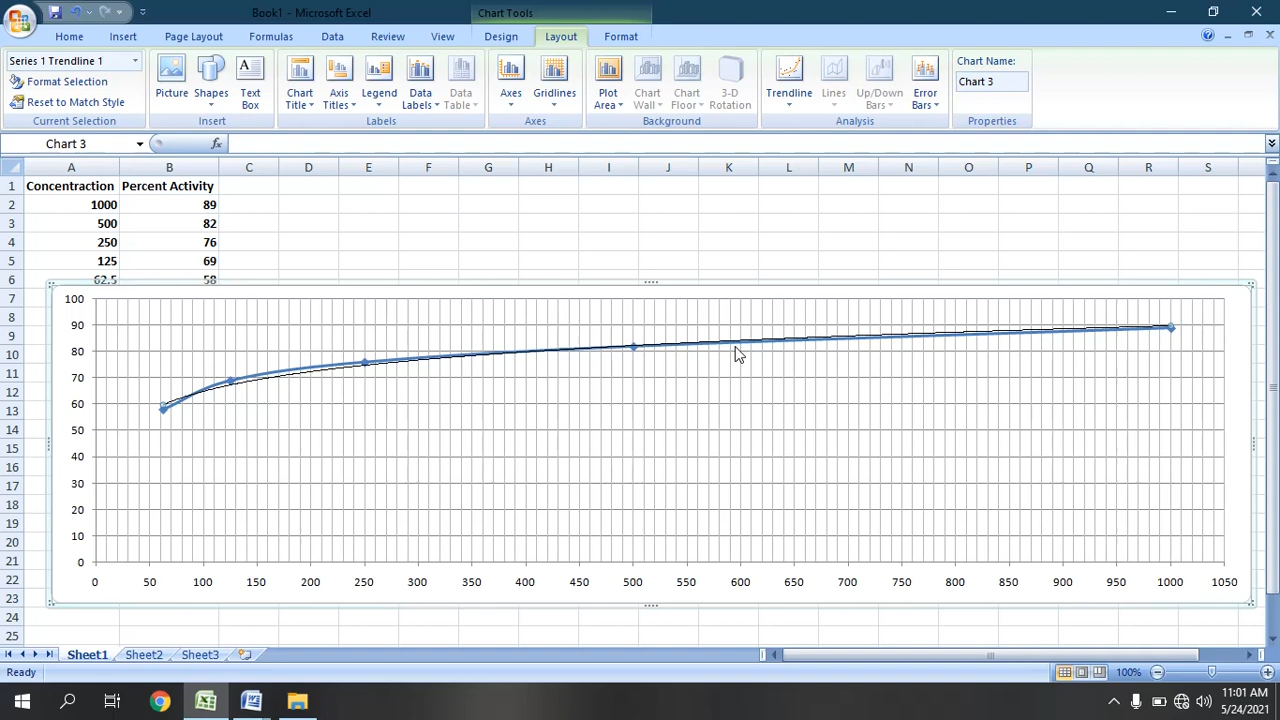 Book1 - Microsoft Excel
Chart Tools
Home Insert Page Layout Formulas Data Review View Design Layout Format
Series 1 Trendline 1
Format Selection
Reset to Match Style
Current Selection
Picture Shapes Text Box
Insert
Chart Title Axis Titles Legend Data Labels Data Table
Labels
Axes Gridlines
Axes
Plot Area Chart Wall Chart Floor 3-D Rotation
Background
Trendline Lines Up/Down Bars Error Bars
Analysis
Chart Name:
Chart 3
Properties
Chart 3 fx
A B C D E F G H I J K L M N O P Q R S
1 Concentraction Percent Activity
2 1000 89
3 500 82
4 250 76
5 125 69
6 62.5 58
7
8
9
10
11
12
13
14
15
16
17
18
19
20
21
22
23
24
25
100
90
80
70
60
50
40
30
20
10
0
0 50 100 150 200 250 300 350 400 450 500 550 600 650 700 750 800 850 900 950 1000 1050
Sheet1 Sheet2 Sheet3
Ready 100%
11:01 AM
5/24/2021